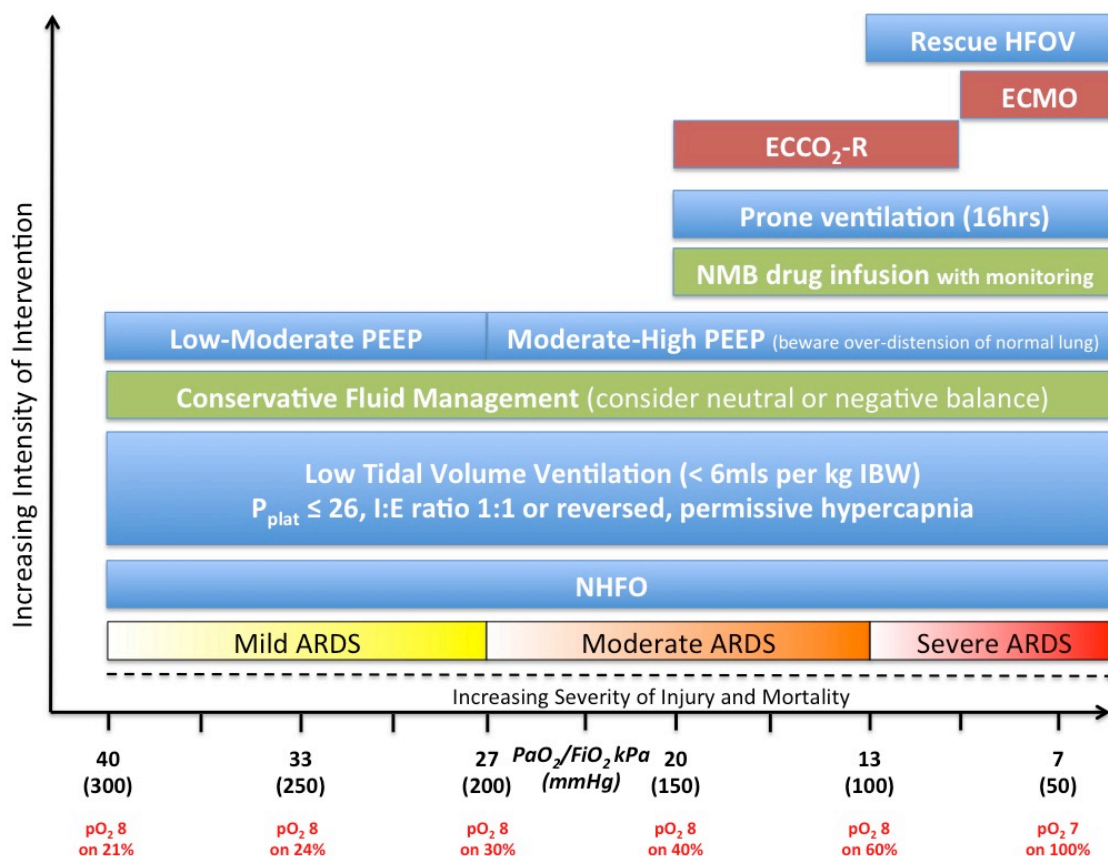 Increasing Intensity of Intervention
Rescue HFOV
ECMO
ECCO₂-R
Prone ventilation (16hrs)
NMB drug infusion with monitoring
Low-Moderate PEEP
Moderate-High PEEP (beware over-distension of normal lung)
Conservative Fluid Management (consider neutral or negative balance)
Low Tidal Volume Ventilation (< 6mls per kg IBW)
Pplat ≤ 26, I:E ratio 1:1 or reversed, permissive hypercapnia
NHFO
Mild ARDS
Moderate ARDS
Severe ARDS
Increasing Severity of Injury and Mortality
40
(300)
33
(250)
27
(200)
PaO₂/FiO₂ kPa
(mmHg)
20
(150)
13
(100)
7
(50)
pO₂ 8
on 21%
pO₂ 8
on 24%
pO₂ 8
on 30%
pO₂ 8
on 40%
pO₂ 8
on 60%
pO₂ 7
on 100%